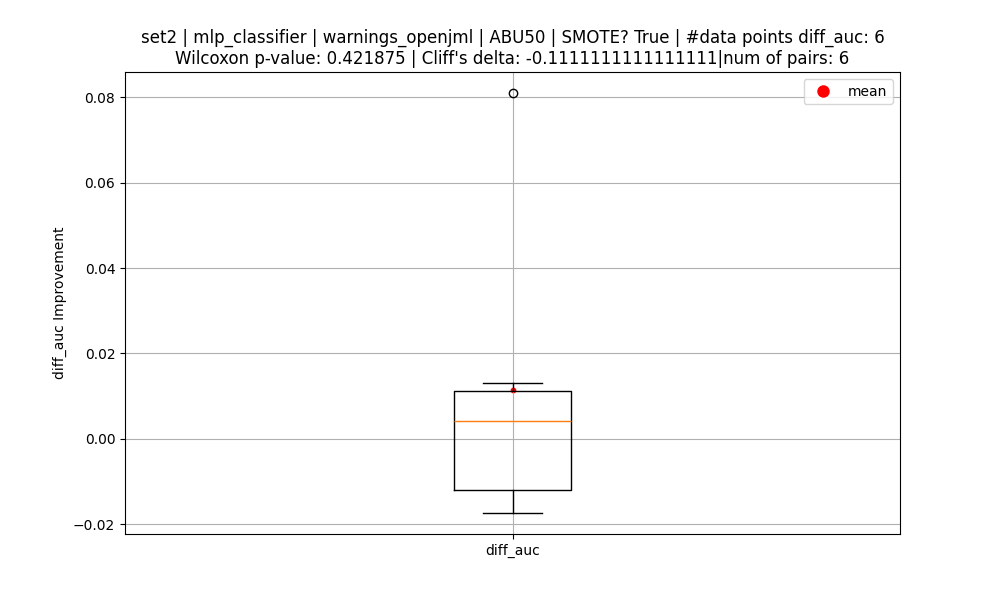 set2 | mlp_classifier | warnings_openjml | ABU50 | SMOTE? True | #data points diff_auc: 6
Wilcoxon p-value: 0.421875 | Cliff's delta: -0.1111111111111111|num of pairs: 6
mean
0.08
0.06
0.04
0.02
0.00
−0.02
diff_auc Improvement
diff_auc